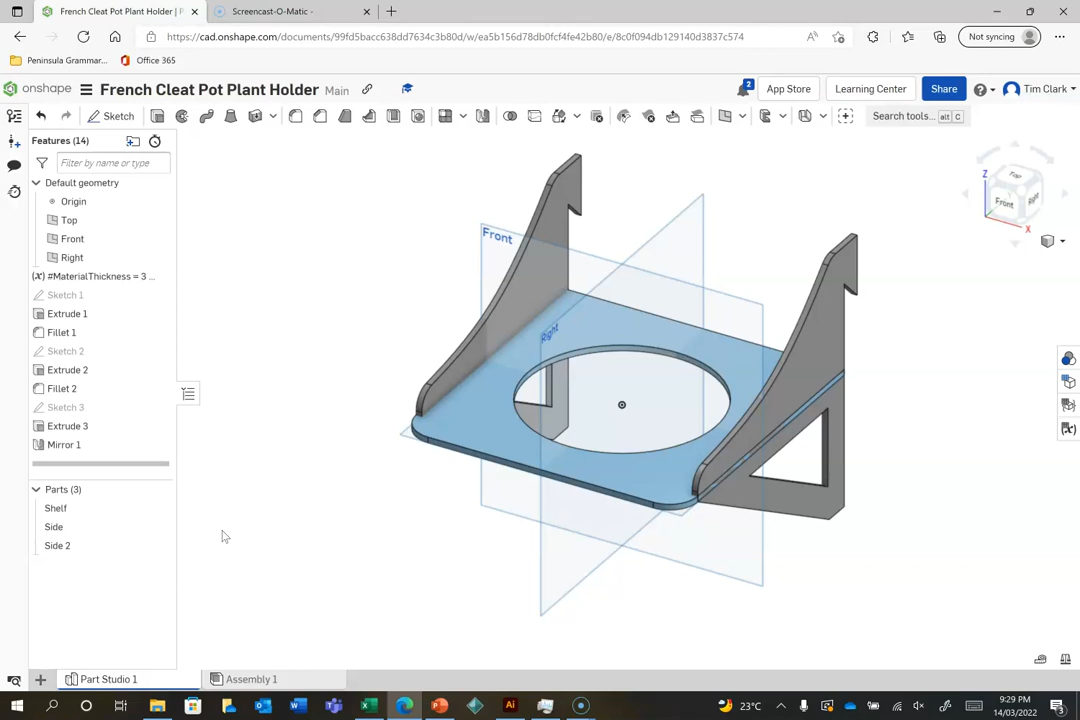 French Cleat Pot Plant Holder | P
Screencast-O-Matic -
https://cad.onshape.com/documents/99fd5bacc638dd7634c3b80d/w/ea5b156d78db0fcf4fe42b80/e/8c0f094db129140d3837c574
Not syncing
Peninsula Grammar...
Office 365
onshape
French Cleat Pot Plant Holder Main
2
App Store
Learning Center
Share
Tim Clark
Sketch
Search tools... alt C
Features (14)
Filter by name or type
Default geometry
Origin
Top
Front
Right
(x) #MaterialThickness = 3 ...
Sketch 1
Extrude 1
Fillet 1
Sketch 2
Extrude 2
Fillet 2
Sketch 3
Extrude 3
Mirror 1
Parts (3)
Shelf
Side
Side 2
Front
Right
Z
Top
Front
Right
X
Part Studio 1
Assembly 1
23°C
9:29 PM
14/03/2022
3